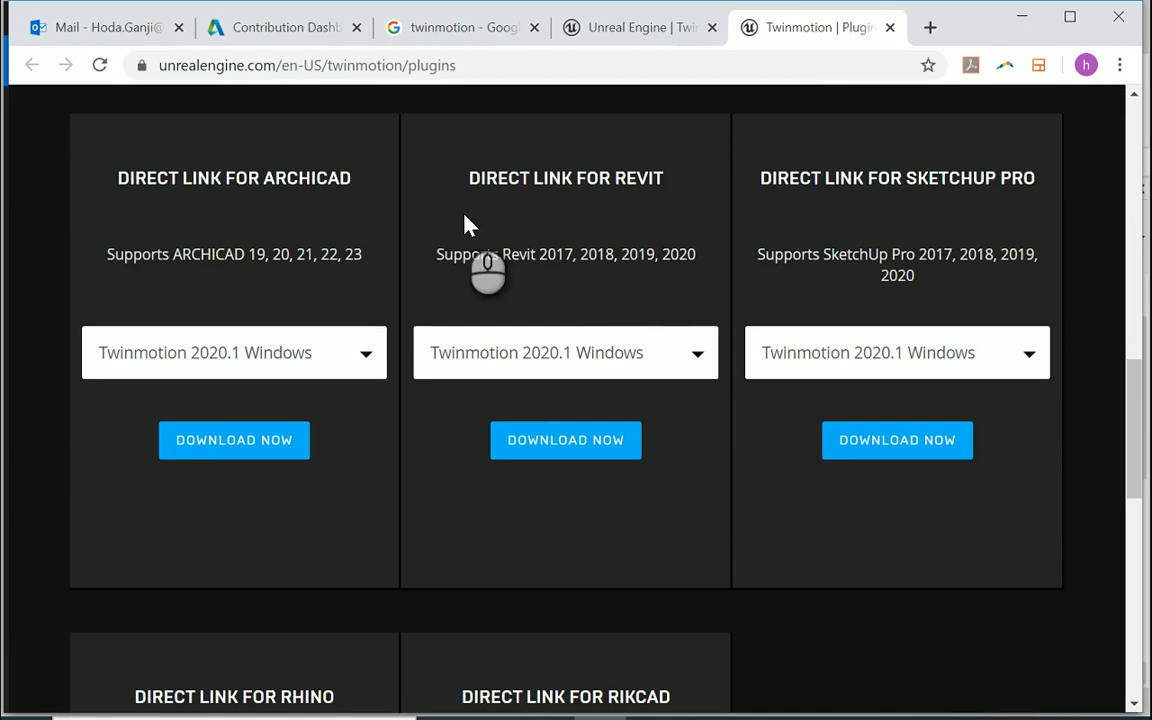 Mail - Hoda.Ganji@
Contribution Dashb
twinmotion - Googl
Unreal Engine | Twi
Twinmotion | Plugin
unrealengine.com/en-US/twinmotion/plugins
h
DIRECT LINK FOR ARCHICAD
Supports ARCHICAD 19, 20, 21, 22, 23
Twinmotion 2020.1 Windows
DOWNLOAD NOW
DIRECT LINK FOR REVIT
Supports Revit 2017, 2018, 2019, 2020
Twinmotion 2020.1 Windows
DOWNLOAD NOW
DIRECT LINK FOR SKETCHUP PRO
Supports SketchUp Pro 2017, 2018, 2019,
2020
Twinmotion 2020.1 Windows
DOWNLOAD NOW
DIRECT LINK FOR RHINO
DIRECT LINK FOR RIKCAD